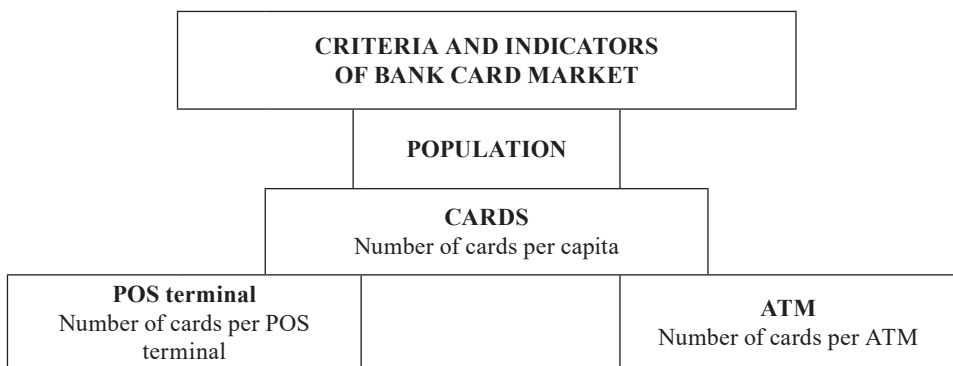 CRITERIA AND INDICATORS
OF BANK CARD MARKET
POPULATION
CARDS
Number of cards per capita
POS terminal
Number of cards per POS
terminal
ATM
Number of cards per ATM